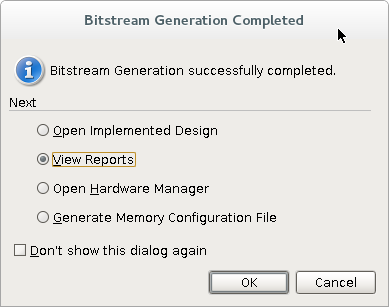 Bitstream Generation Completed
Bitstream Generation successfully completed.
Next
Open Implemented Design
View Reports
Open Hardware Manager
Generate Memory Configuration File
Don't show this dialog again
OK Cancel